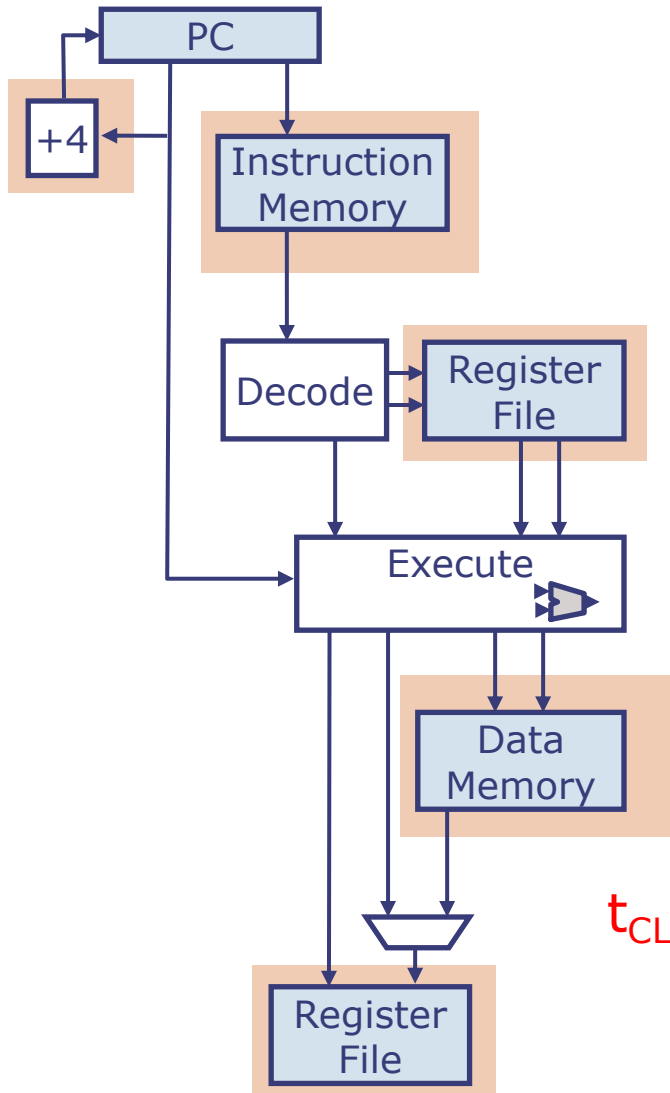 PC
+4
Instruction
Memory
Decode
Register
File
Execute
Data
Memory
tCL
Register
File